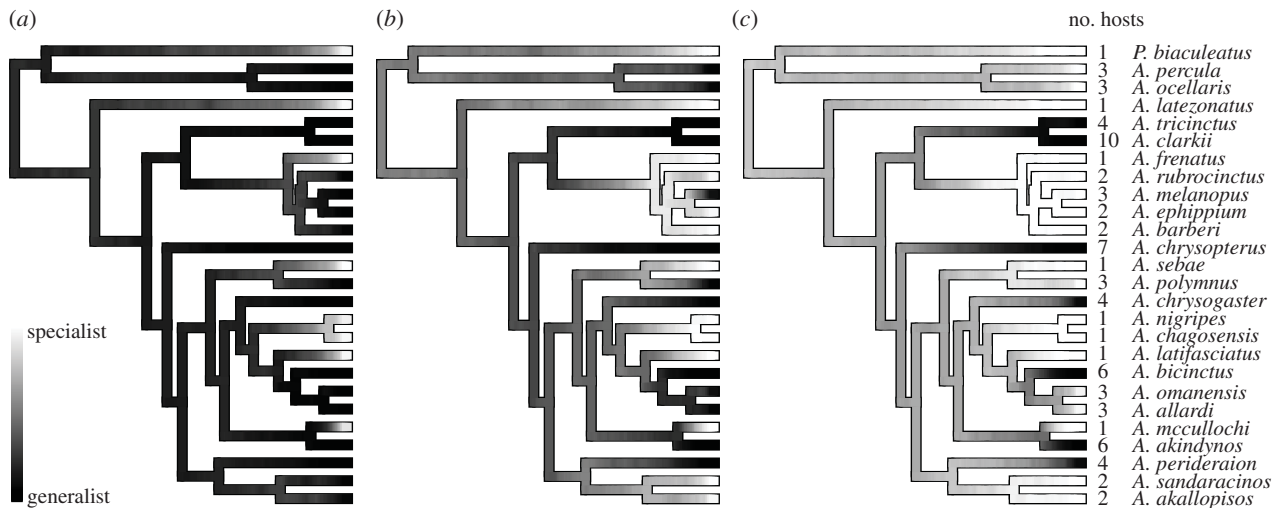 (a) (b) (c) no. hosts
1 P. biaculeatus
3 A. percula
3 A. ocellaris
1 A. latezonatus
4 A. tricinctus
10 A. clarkii
1 A. frenatus
2 A. rubrocinctus
3 A. melanopus
2 A. ephippium
2 A. barberi
7 A. chrysopterus
1 A. sebae
3 A. polymnus
4 A. chrysogaster
1 A. nigripes
1 A. chagosensis
1 A. latifasciatus
6 A. bicinctus
3 A. omanensis
3 A. allardi
1 A. mccullochi
6 A. akindynos
4 A. perideraion
2 A. sandaracinos
2 A. akallopisos
specialist
generalist